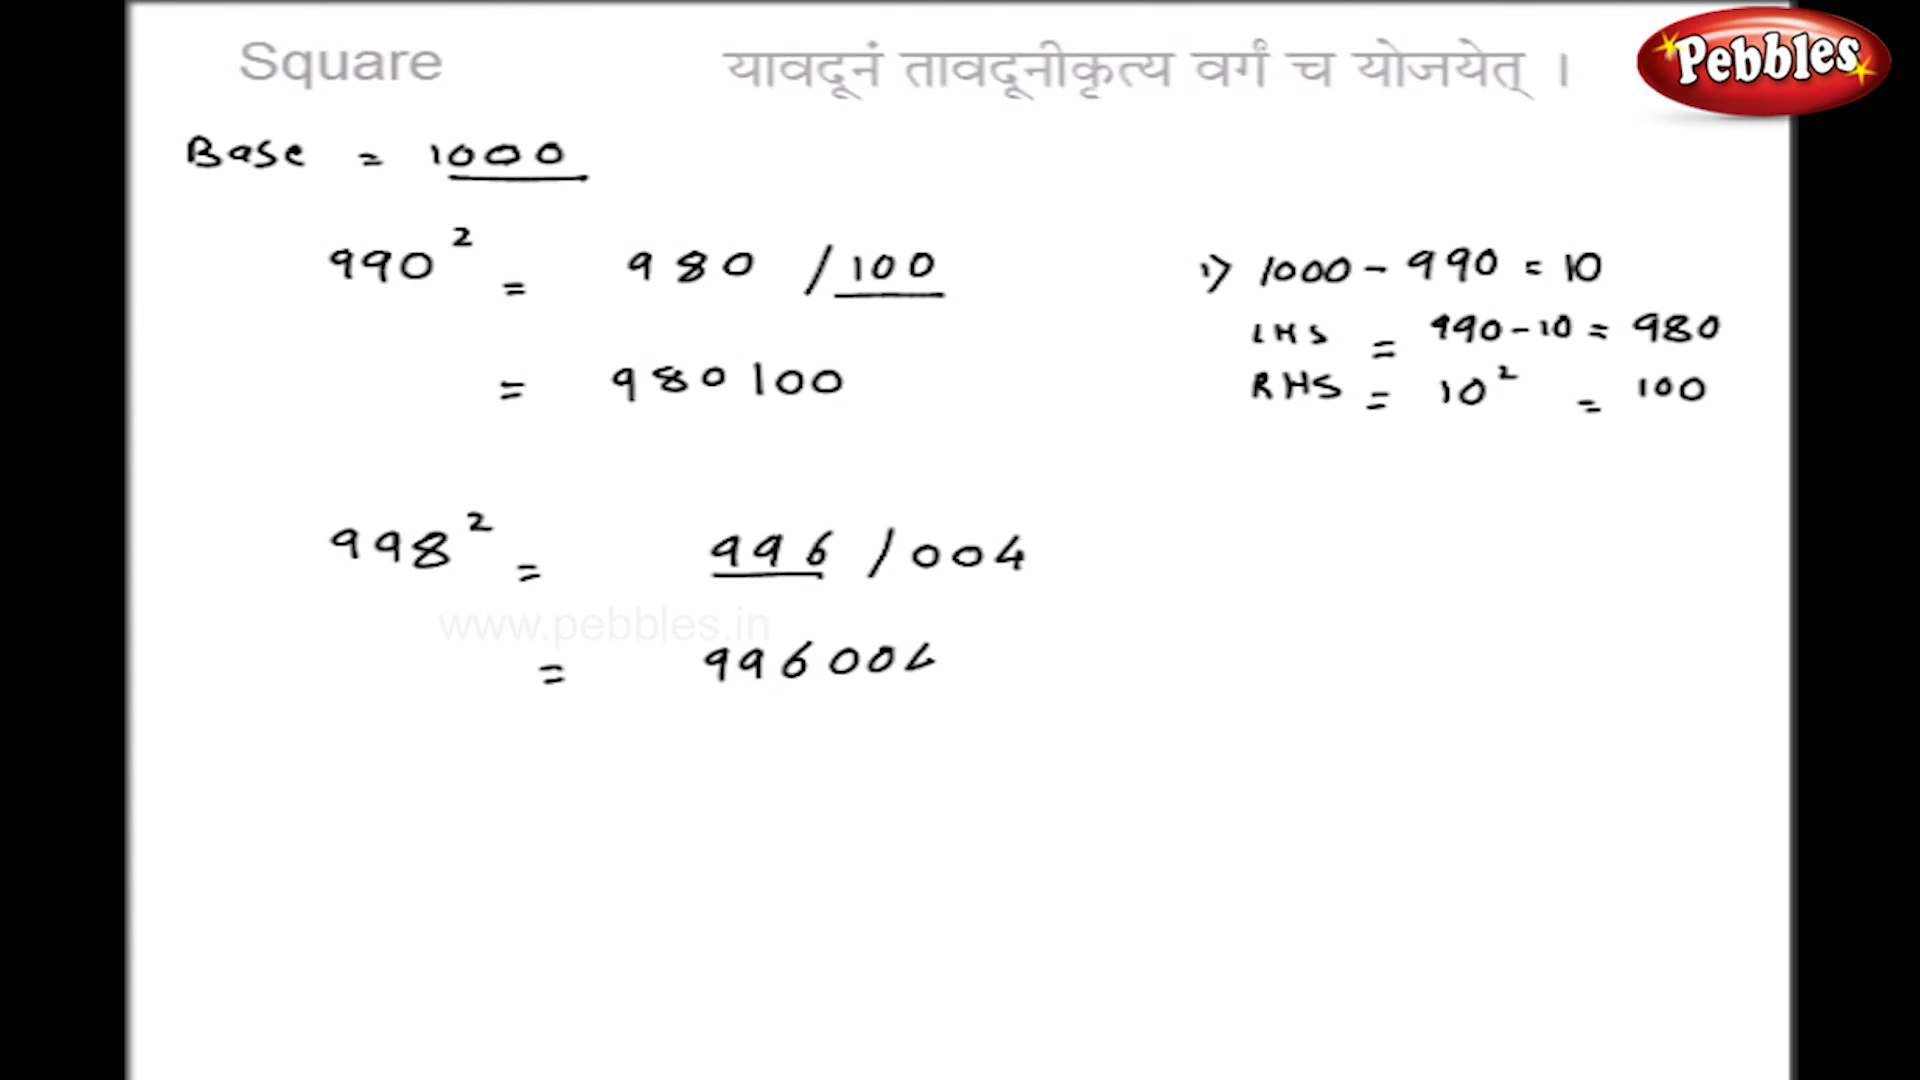 Square यावदूनं तावदूनीकृत्य वर्गं च योजयेत् । Pebbles
Base = 1000
990² = 980 / 100
= 980100
1) 1000 - 990 = 10
LHS = 990 - 10 = 980
RHS = 10² = 100
998² = 996 / 004
www.pebbles.in
= 996004